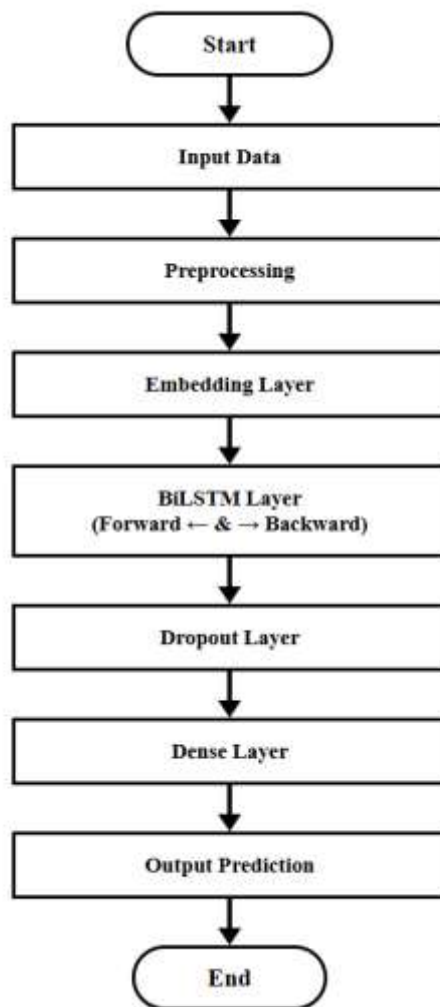 Start
Input Data
Preprocessing
Embedding Layer
BiLSTM Layer
(Forward ← & → Backward)
Dropout Layer
Dense Layer
Output Prediction
End